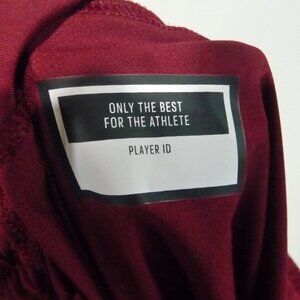 ONLY THE BEST
FOR THE ATHLETE
PLAYER ID